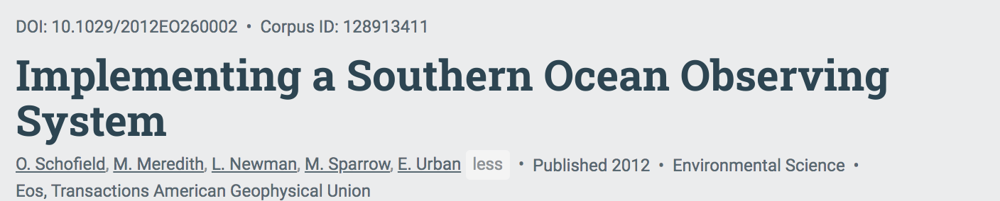 DOI: 10.1029/2012EO260002 • Corpus ID: 128913411
Implementing a Southern Ocean Observing
System
O. Schofield, M. Meredith, L. Newman, M. Sparrow, E. Urban less • Published 2012 • Environmental Science •
Eos, Transactions American Geophysical Union